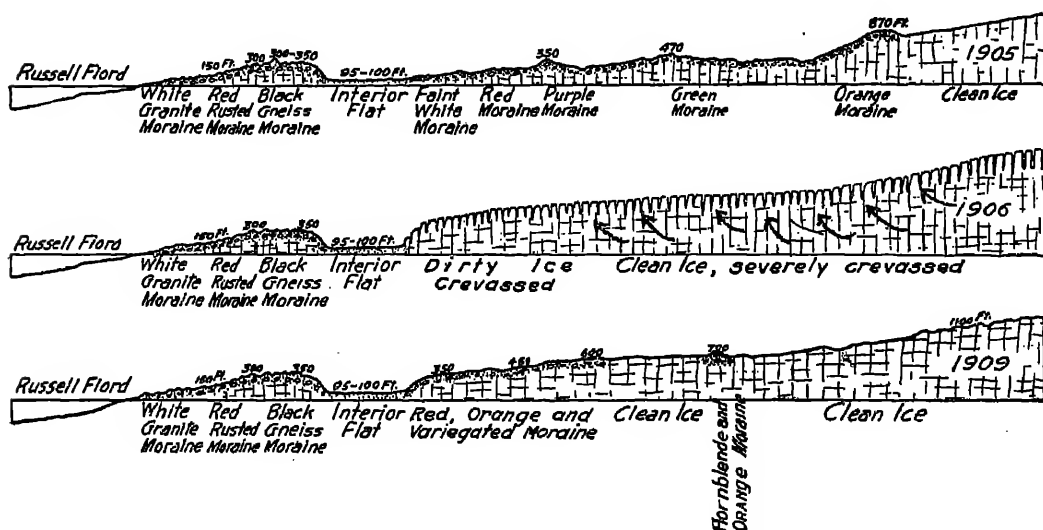 150 Ft. 300 300-350 95-100 Ft. 350 470 870 Ft.
Russell Fiord 1905
White Red Black Interior Faint Red Purple Green Orange Clean Ice
Granite Rusted Gneiss Flat White Moraine Moraine Moraine Moraine
Moraine Moraine Moraine Moraine
1906
150 Ft. 300 350 95-100 Ft.
Russell Fiord
White Red Black Interior Dirty Ice Clean Ice, severely crevassed
Granite Rusted Gneiss Flat Crevassed
Moraine Moraine Moraine
1100 Ft.
300 350 95-100 Ft. 350 700
Russell Fiord 1909
White Red Black Interior Red, Orange and Clean Ice Hornblende and Clean Ice
Granite Rusted Gneiss Flat Variegated Moraine Orange Moraine
Moraine Moraine Moraine